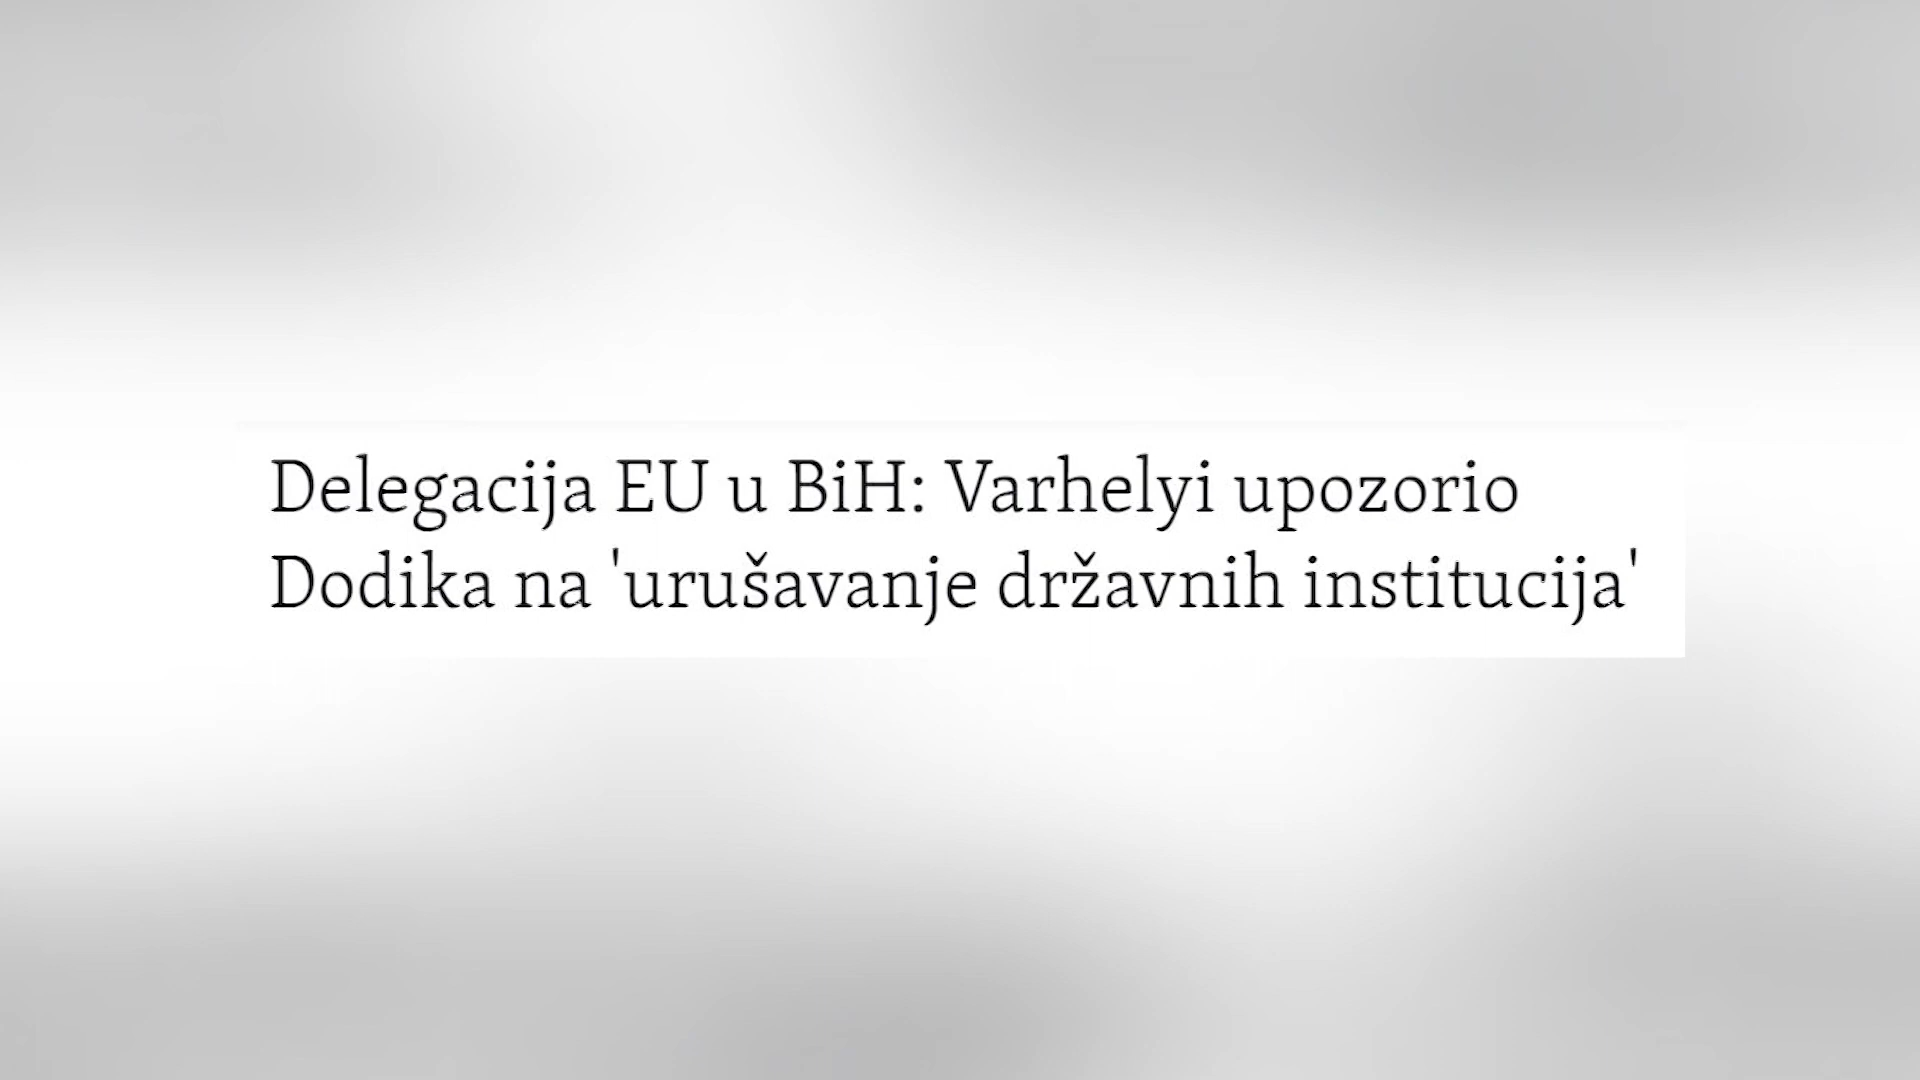 Delegacija EU u BiH: Varhelyi upozorio
Dodika na 'urušavanje državnih institucija'